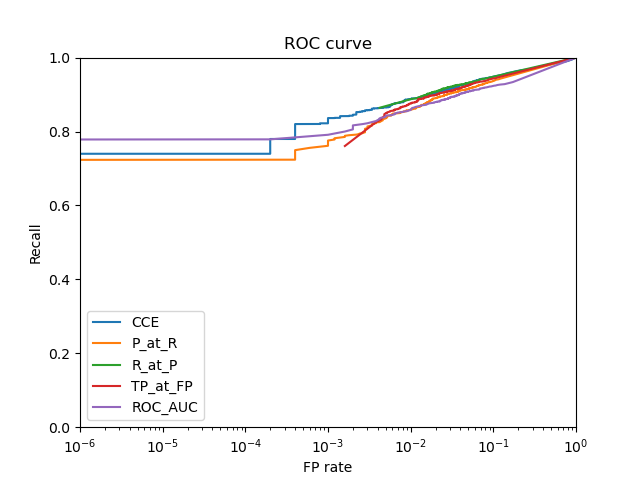 ROC curve
1.0
0.8
0.6
0.4
0.2
0.0
Recall
CCE
P_at_R
R_at_P
TP_at_FP
ROC_AUC
10⁻⁶ 10⁻⁵ 10⁻⁴ 10⁻³ 10⁻² 10⁻¹ 10⁰
FP rate